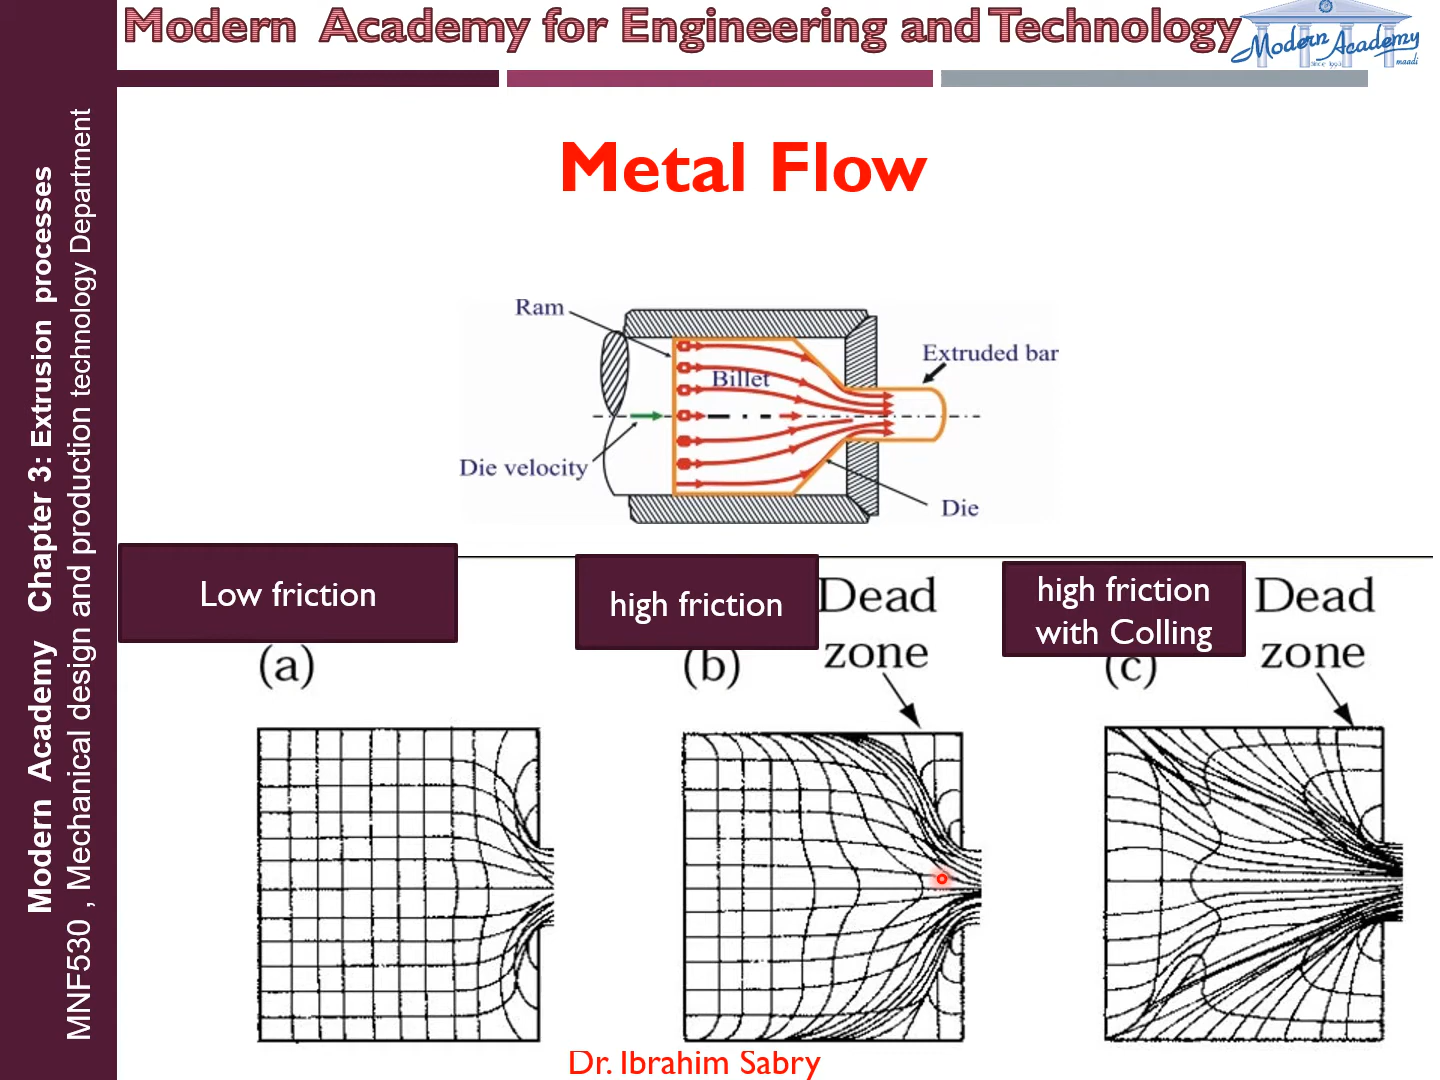 Modern Academy for Engineering and Technology
Modern Academy
Since 1993
maadi
Modern Academy Chapter 3: Extrusion processes
MNF530 , Mechanical design and production technology Department
Metal Flow
Ram
Extruded bar
Billet
Die velocity
Die
Low friction
(a)
high friction
(b)
Dead
zone
high friction
with Colling
(c)
Dead
zone
Dr. Ibrahim Sabry